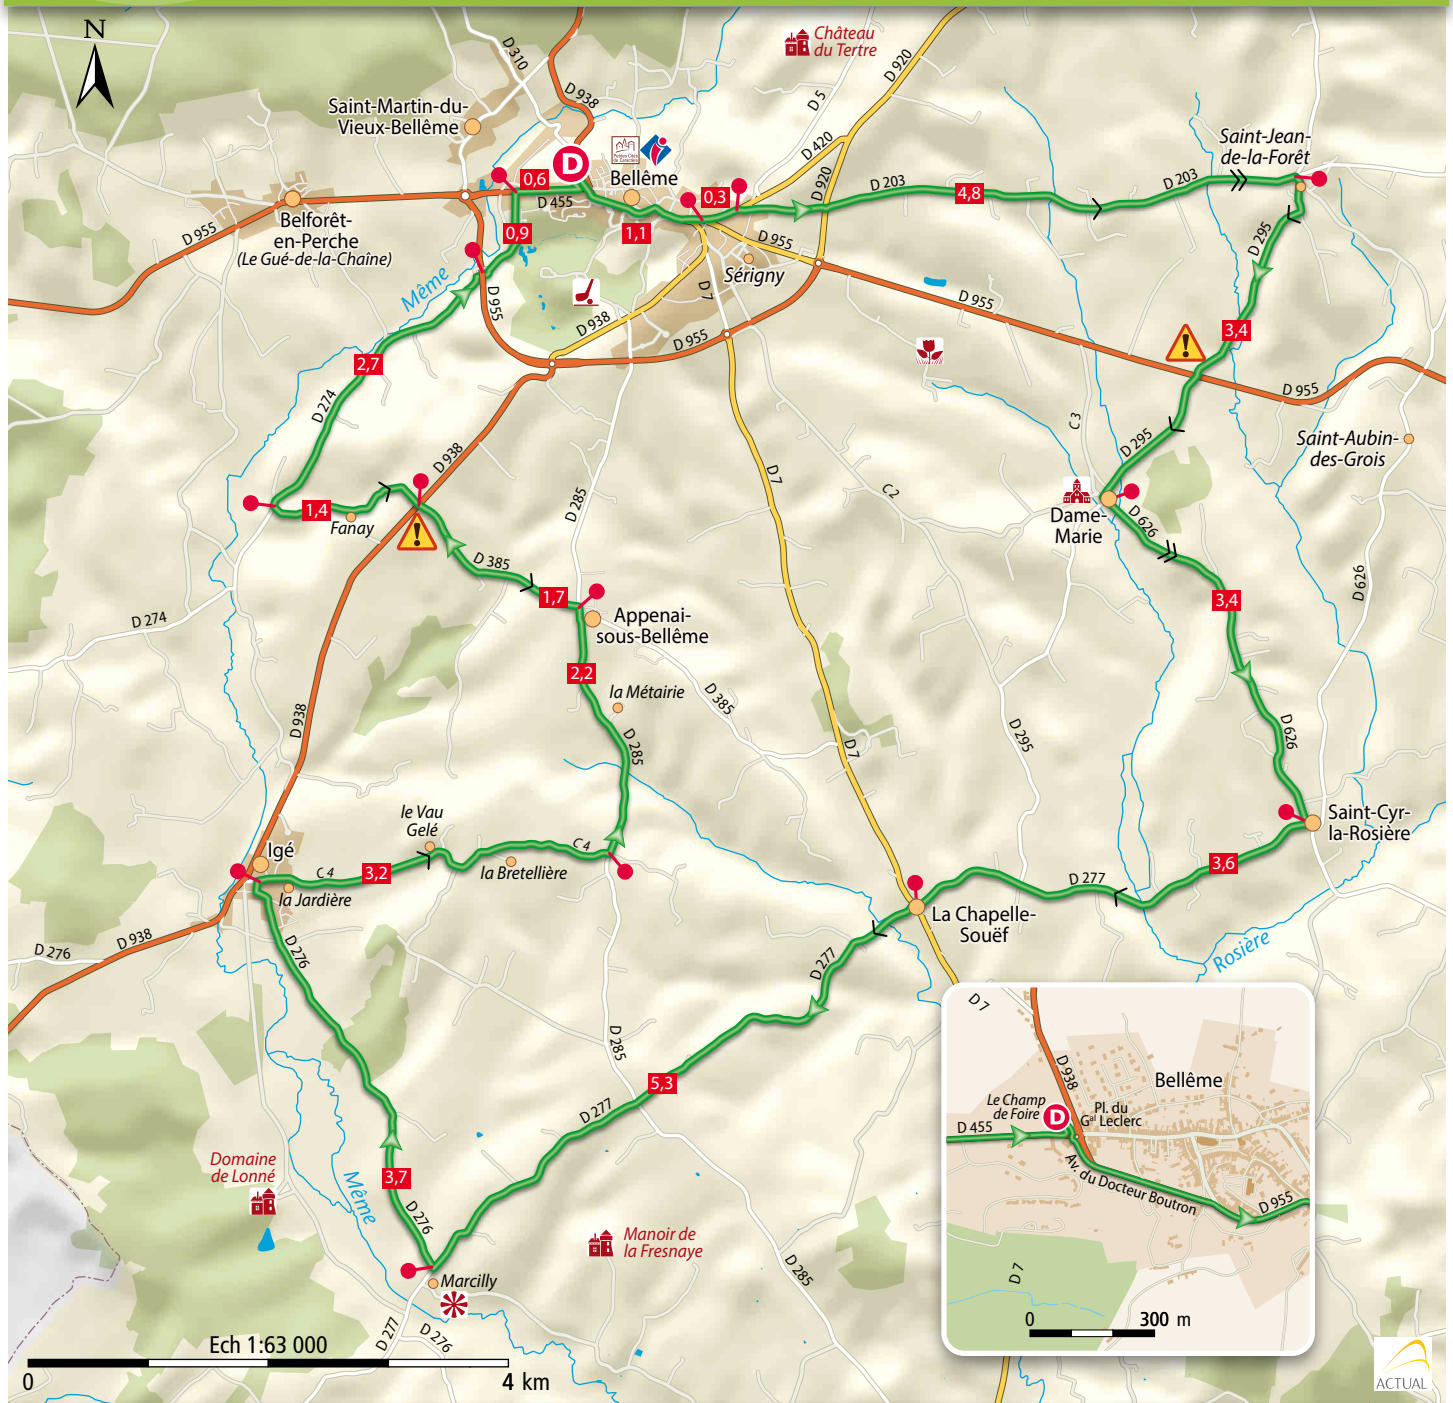 N
Château
du Tertre
D 310
D 938
D 920
D 5
D 420
D 920
Saint-Martin-du-
Vieux-Bellême
D
Petites Cités
de Caractère
Bellême
0,6
D 455
0,3
D 203
4,8
D 203
Saint-Jean-
de-la-Forêt
Belforêt-
en-Perche
(Le Gué-de-la-Chaîne)
D 955
0,9
1,1
D 955
Sérigny
D 295
Même
D 955
D 7
D 938
D 955
D 955
3,4
2,7
D 955
D 274
C 3
D 295
Saint-Aubin-
des-Grois
D 938
D 7
C 2
D 285
1,4
Fanay
Dame-
Marie
D 626
D 385
1,7
D 626
3,4
Appenai-
sous-Bellême
D 274
2,2
la Métairie
D 385
D 938
D 285
D 7
D 295
D 626
le Vau
Gelé
Saint-Cyr-
la-Rosière
Igé
C 4
3,2
C 4
la Bretellière
la Jardière
3,6
D 277
La Chapelle-
Souëf
D 938
D 276
D 276
D 277
Rosière
D 7
D 285
5,3
D 277
Domaine
de Lonné
Même
3,7
D 276
Manoir de
la Fresnaye
D 285
Marcilly
D 277
D 276
D 938
Bellême
Le Champ
de Foire
D
Pl. du
Gal Leclerc
D 455
Av. du Docteur Boutron
D 955
D 7
0
300 m
Ech 1:63 000
0
4 km
ACTUAL